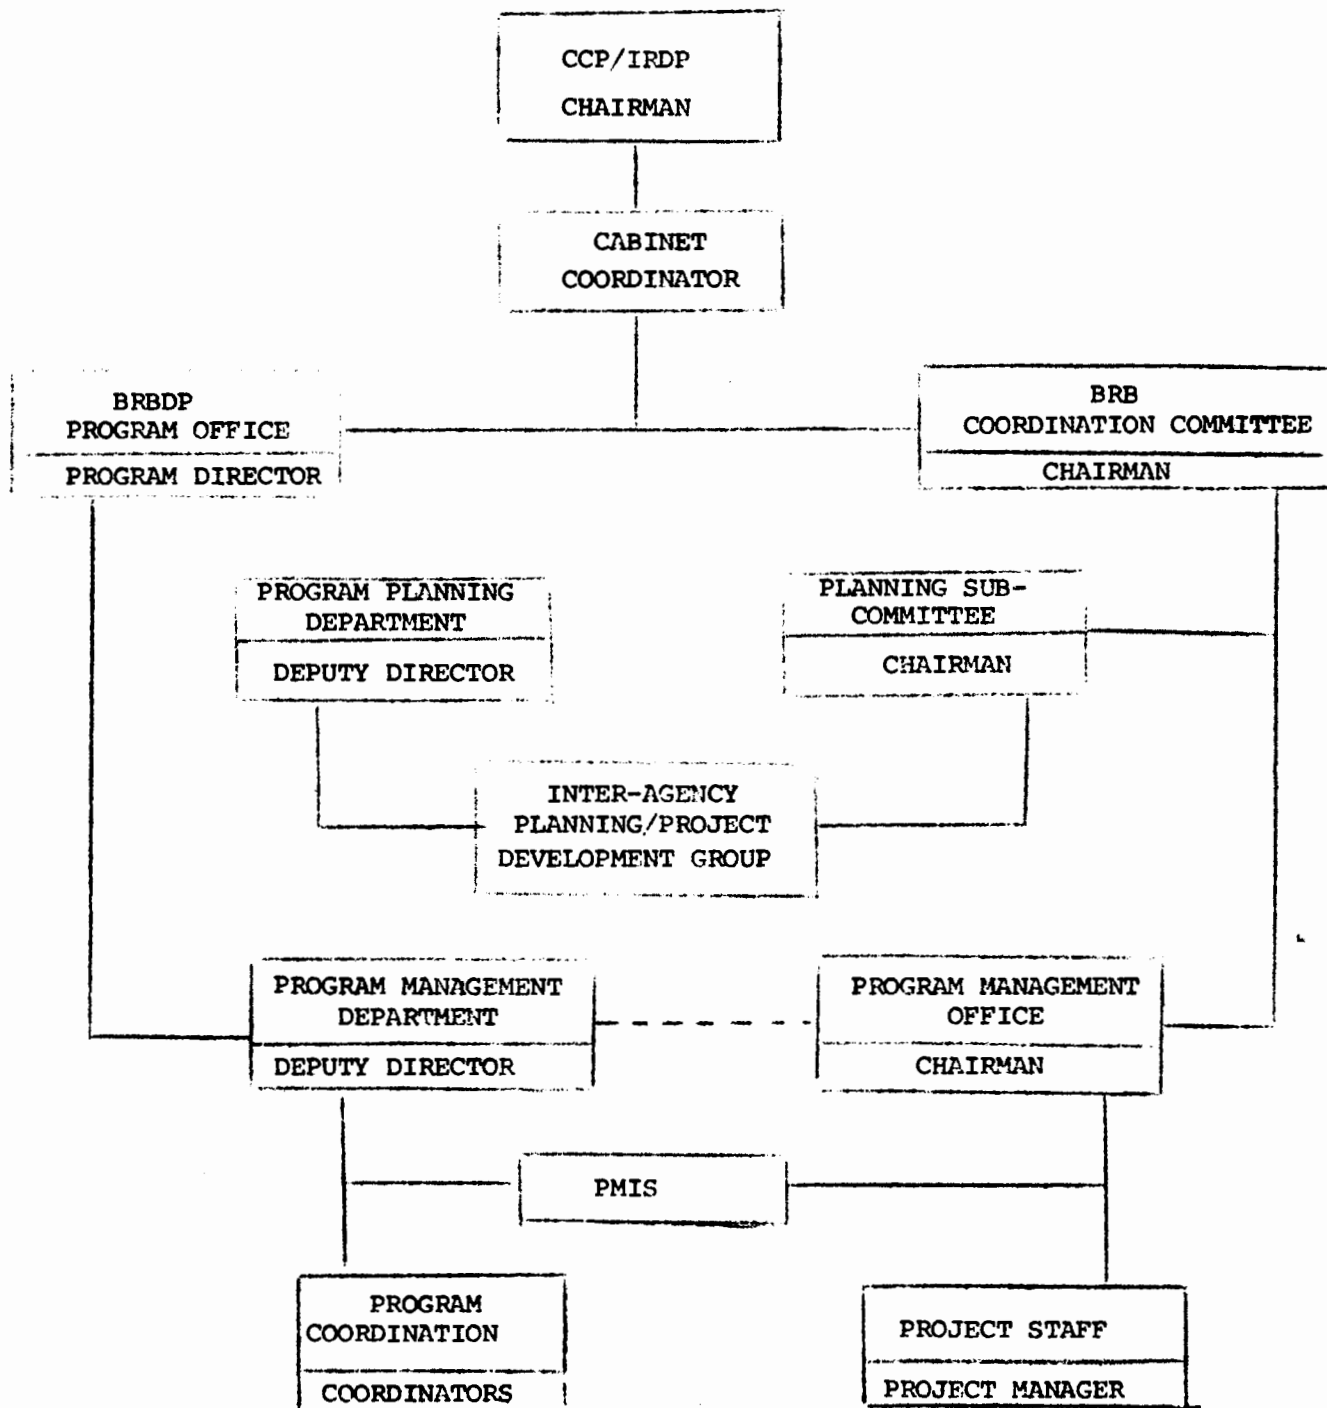 CCP/IRDP
CHAIRMAN
CABINET
COORDINATOR
BRBDP
PROGRAM OFFICE
PROGRAM DIRECTOR
BRB
COORDINATION COMMITTEE
CHAIRMAN
PROGRAM PLANNING
DEPARTMENT
DEPUTY DIRECTOR
PLANNING SUB-
COMMITTEE
CHAIRMAN
INTER-AGENCY
PLANNING/PROJECT
DEVELOPMENT GROUP
PROGRAM MANAGEMENT
DEPARTMENT
DEPUTY DIRECTOR
PROGRAM MANAGEMENT
OFFICE
CHAIRMAN
PMIS
PROGRAM
COORDINATION
COORDINATORS
PROJECT STAFF
PROJECT MANAGER